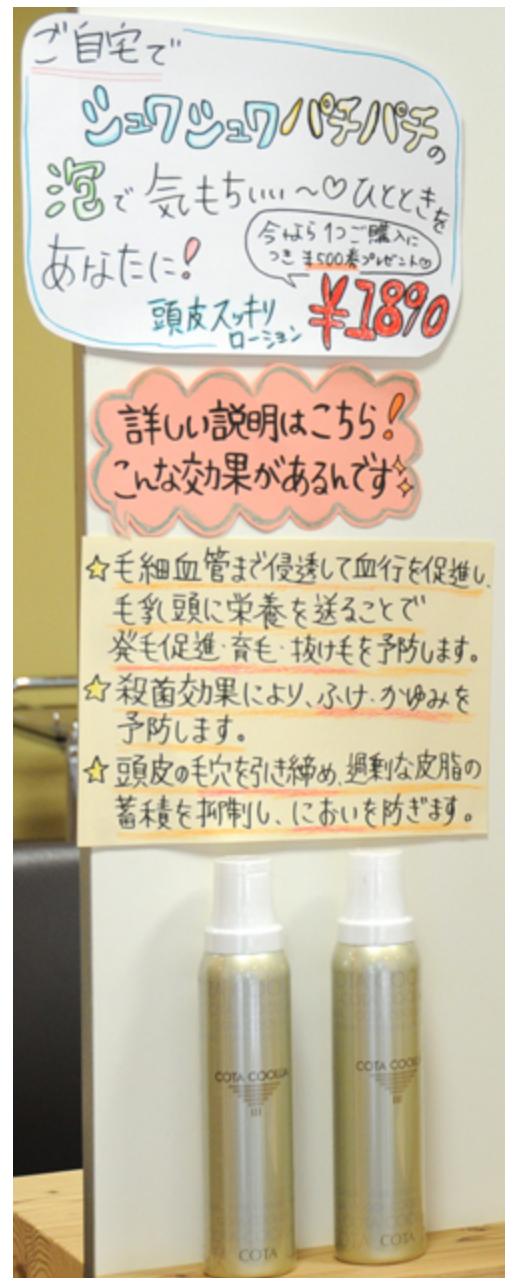 ご自宅で
シュワシュワパチパチの
泡で気もちいい～♡ひとときを
あなたに!
今なら1つご購入に
つき¥500券プレゼント
¥1890
頭皮スッキリ
ローション
詳しい説明はこちら!
こんな効果があるんです
☆毛細血管まで浸透して血行を促進し、
毛乳頭に栄養を送ることで
発毛促進・育毛・抜け毛を予防します。
☆殺菌効果により、ふけ・かゆみを
予防します。
☆頭皮の毛穴を引き締め、過剰な皮脂の
蓄積を抑制し、においを防ぎます。
COTA COOLIA
III
COTA
COTA COOLIA
III
COTA